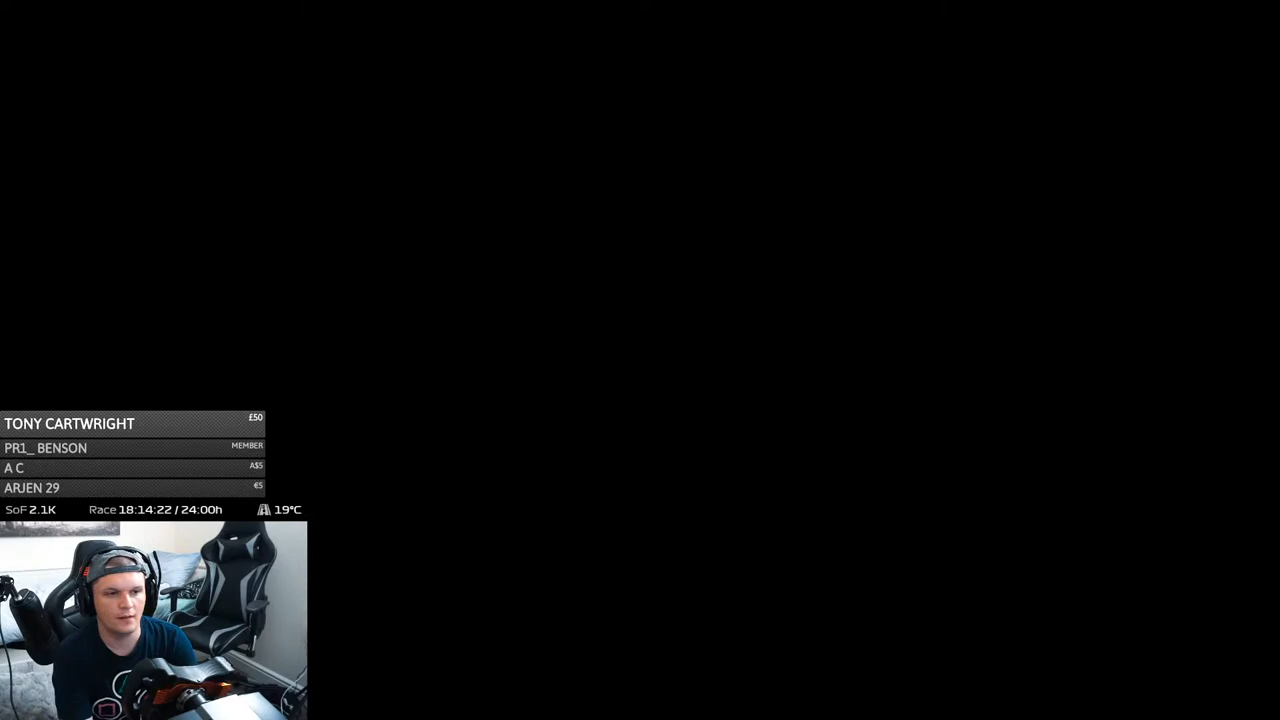 TONY CARTWRIGHT £50
PR1_ BENSON MEMBER
A C A$5
ARJEN 29 €5
SoF 2.1K Race 18:14:22 / 24:00h 19°C